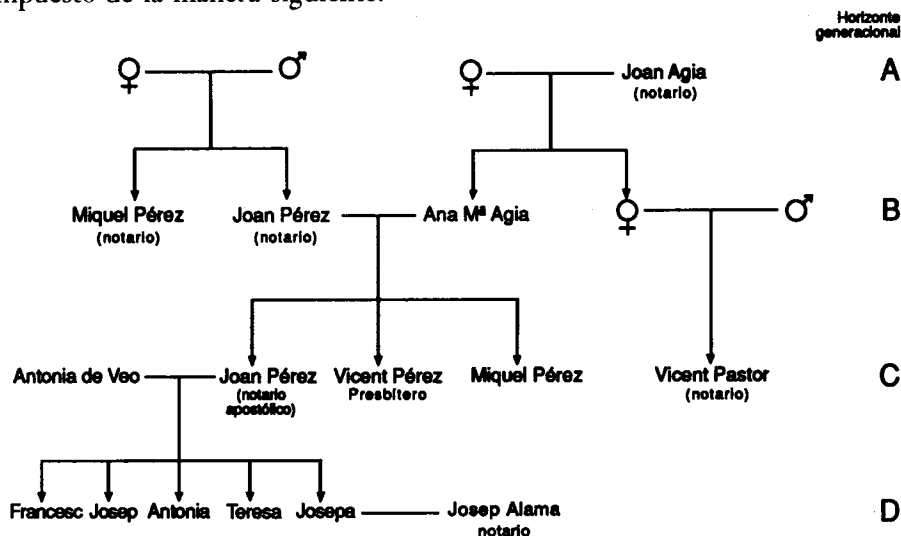 mpuesto de la manera siguiente:
Horizonte
generacional
Joan Agia
(notario)
A
Miquel Pérez
(notario)
Joan Pérez
(notario)
Ana Mª Agia
B
Antonia de Veo
Joan Pérez
(notario
apostólico)
Vicent Pérez
Presbítero
Miquel Pérez
Vicent Pastor
(notario)
C
Francesc Josep Antonia Teresa Josepa
Josep Alama
notario
D